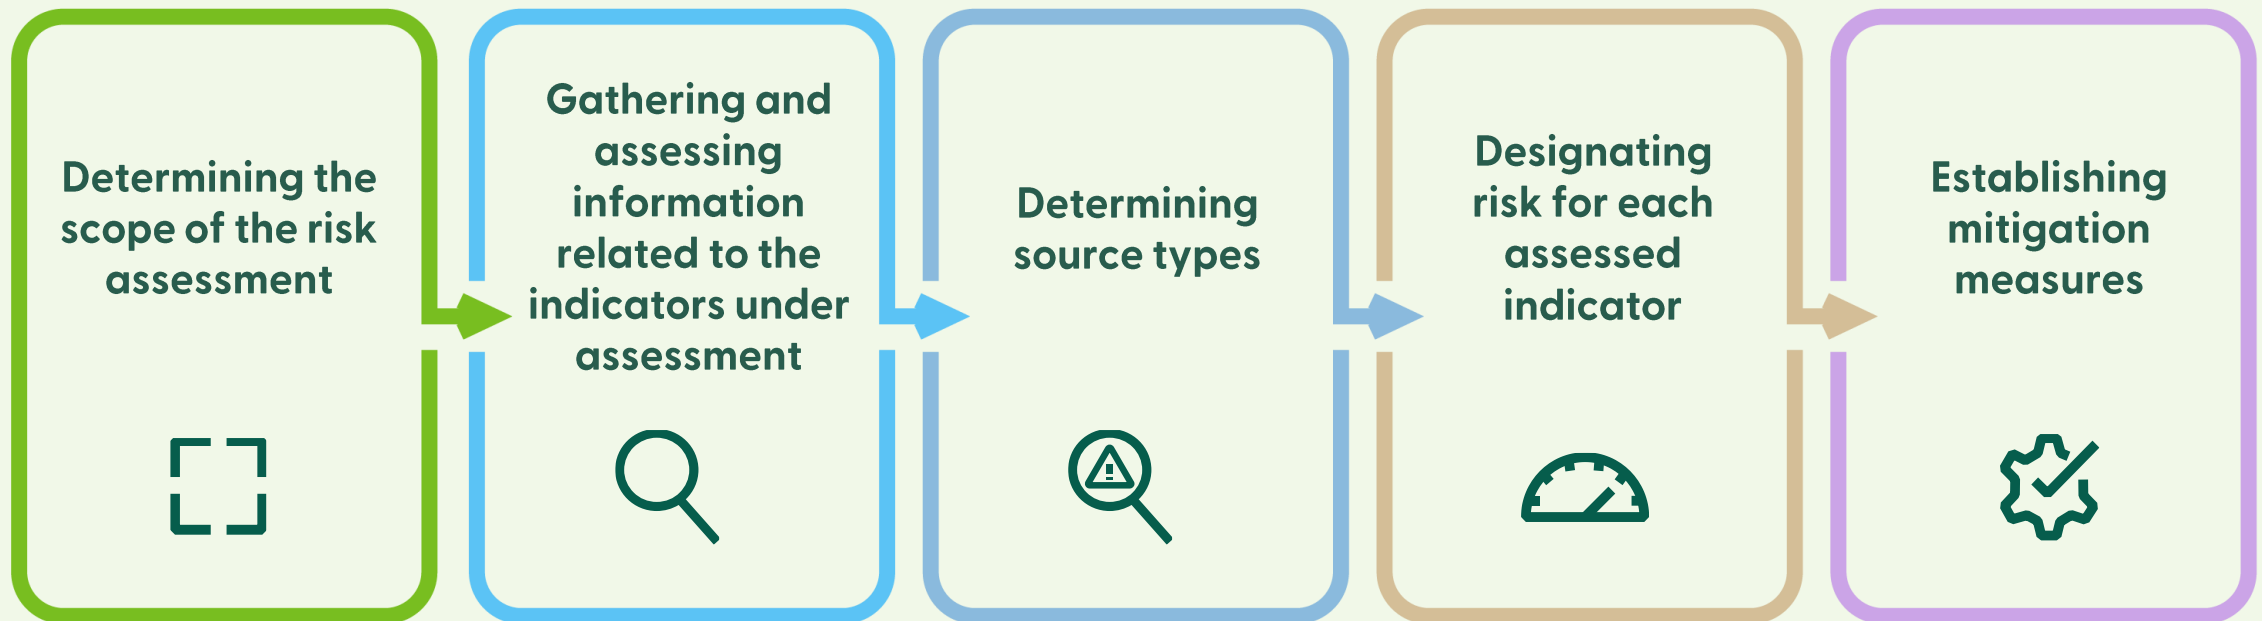 Determining the
scope of the risk
assessment
Gathering and
assessing
information
related to the
indicators under
assessment
Determining
source types
Designating
risk for each
assessed
indicator
Establishing
mitigation
measures